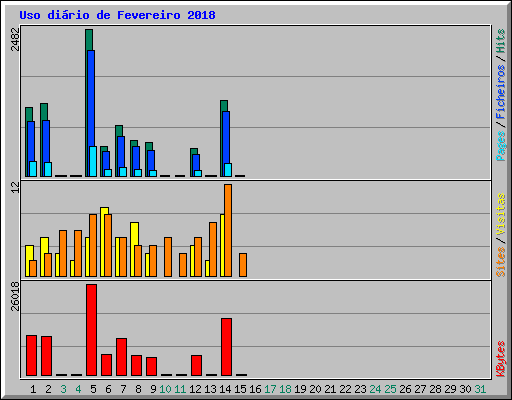 Uso diário de Fevereiro 2018
2482
Pages / Ficheiros / Hits
12
Sites / Visitas
26018
KBytes
1 2 3 4 5 6 7 8 9 10 11 12 13 14 15 16 17 18 19 20 21 22 23 24 25 26 27 28 29 30 31